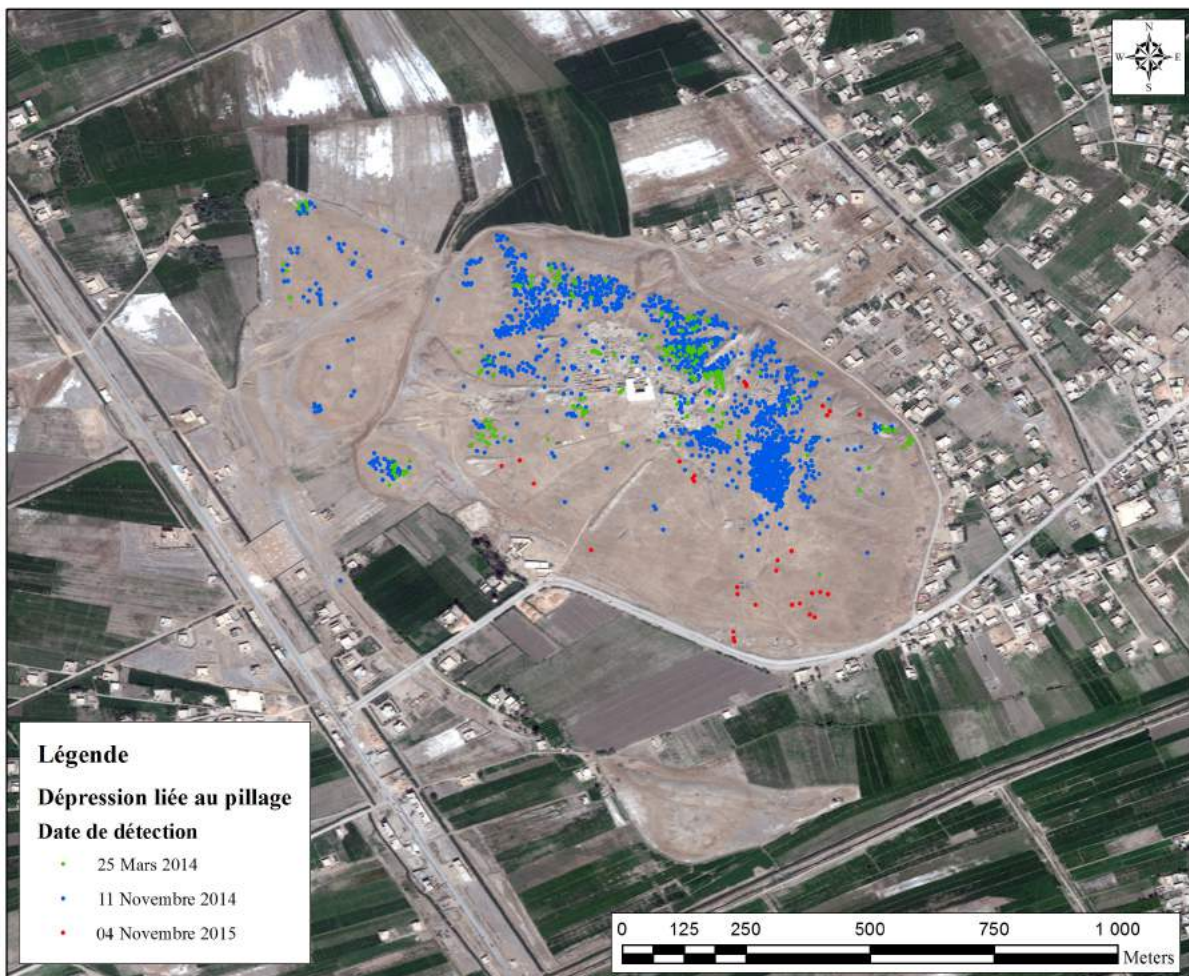 N
W E
S
Légende
Dépression liée au pillage
Date de détection
25 Mars 2014
11 Novembre 2014
04 Novembre 2015
0 125 250 500 750 1 000
Meters